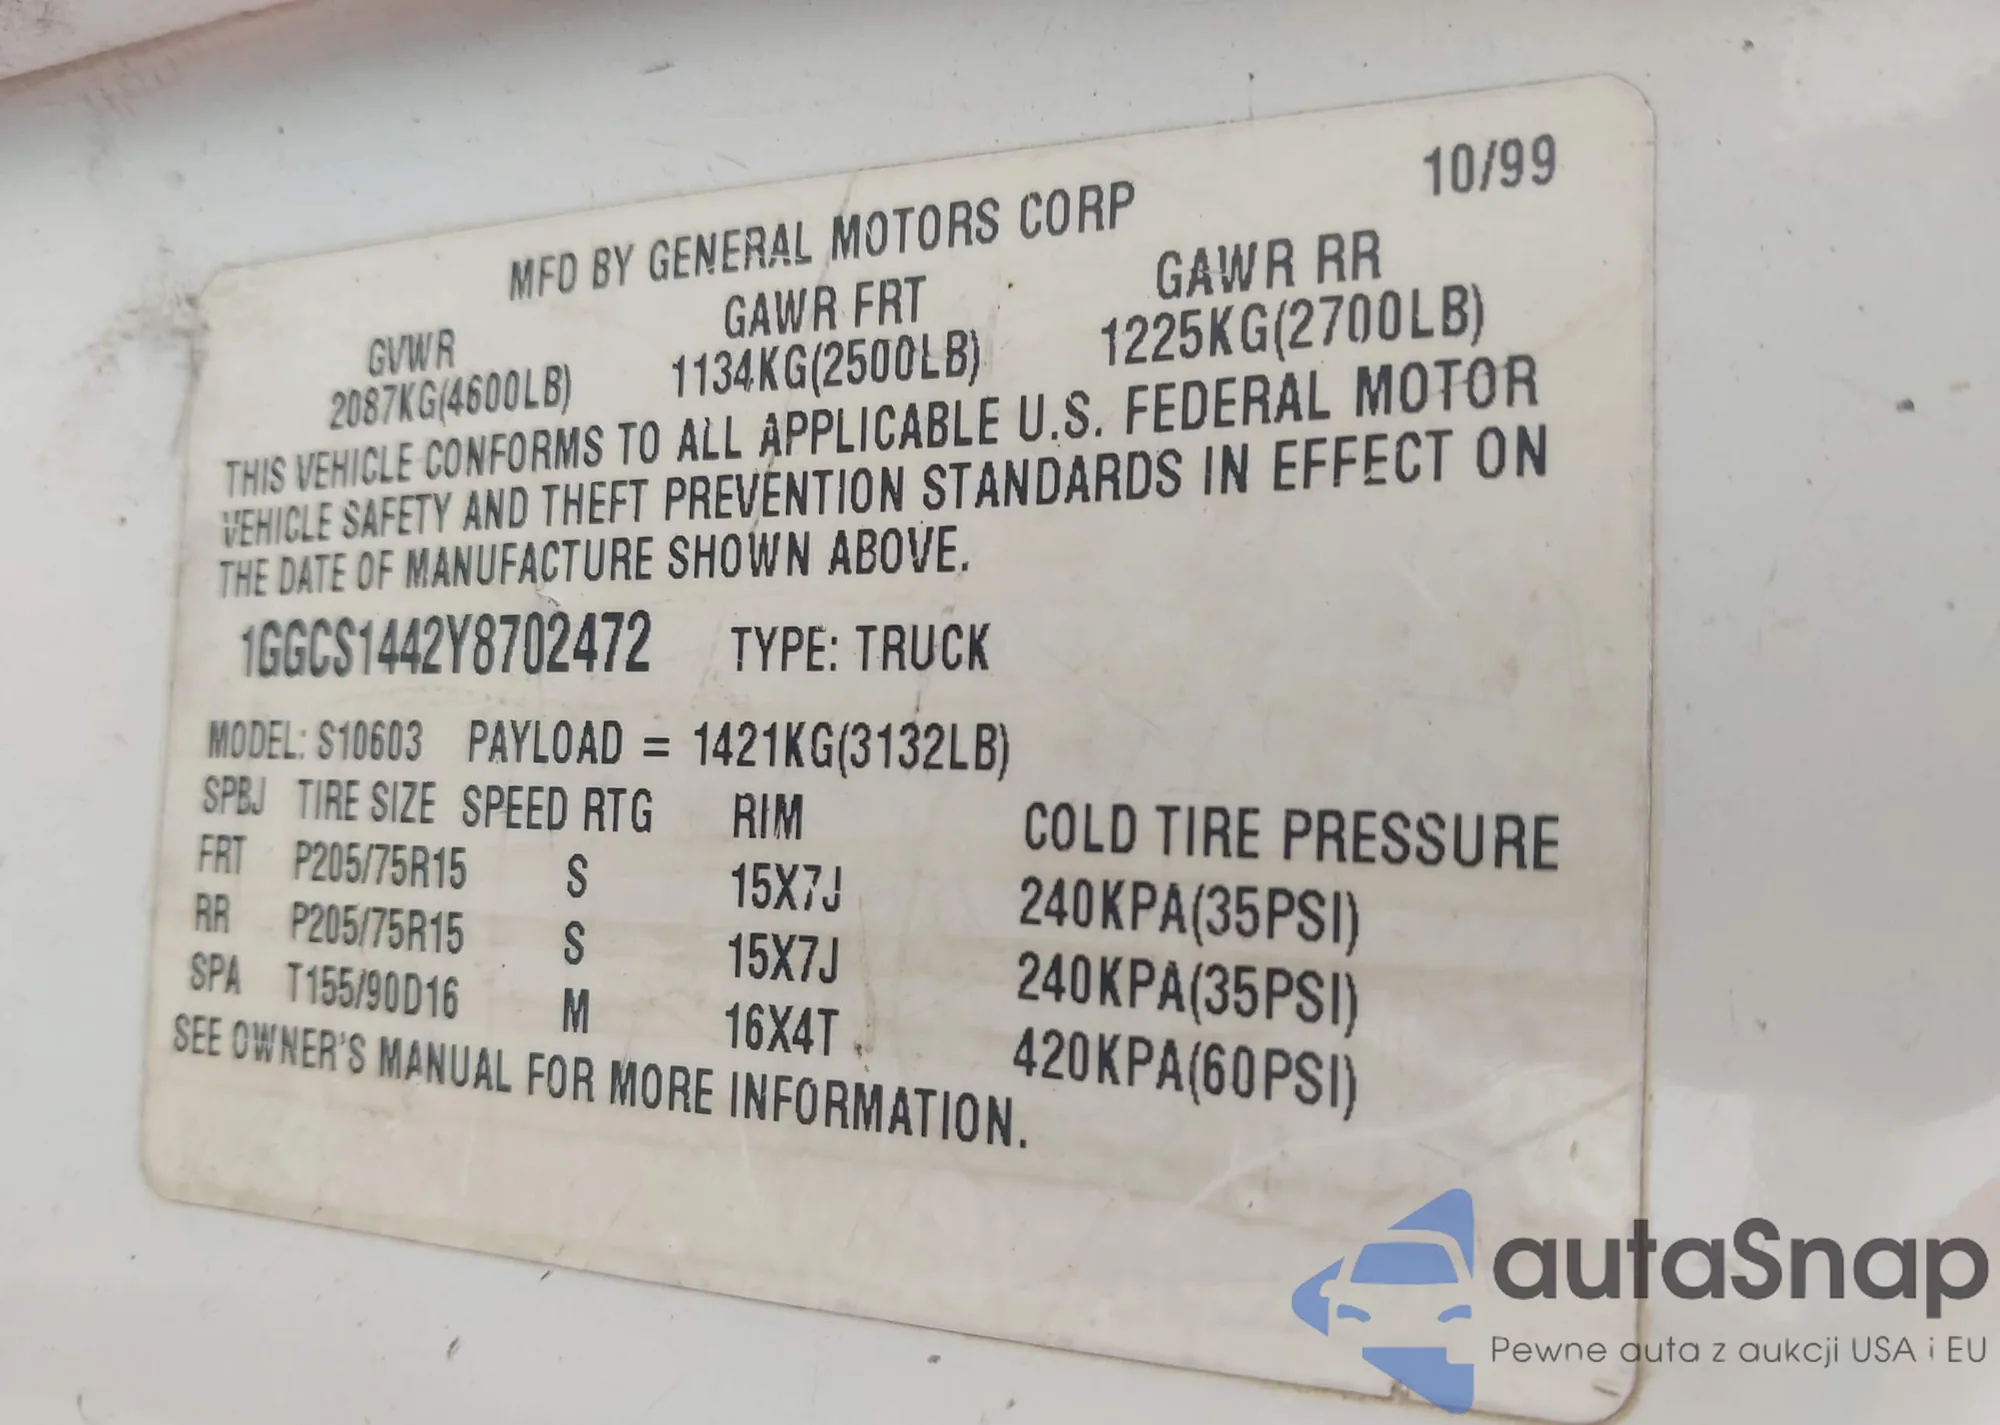 10/99
MFD BY GENERAL MOTORS CORP
GVWR GAWR FRT GAWR RR
2087KG(4600LB) 1134KG(2500LB) 1225KG(2700LB)
THIS VEHICLE CONFORMS TO ALL APPLICABLE U.S. FEDERAL MOTOR
VEHICLE SAFETY AND THEFT PREVENTION STANDARDS IN EFFECT ON
THE DATE OF MANUFACTURE SHOWN ABOVE.
1GGCS1442Y8702472 TYPE: TRUCK
MODEL: S10603 PAYLOAD = 1421KG(3132LB)
SPBJ TIRE SIZE SPEED RTG RIM COLD TIRE PRESSURE
FRT P205/75R15 S 15X7J 240KPA(35PSI)
RR P205/75R15 S 15X7J 240KPA(35PSI)
SPA T155/90D16 M 16X4T 420KPA(60PSI)
SEE OWNER'S MANUAL FOR MORE INFORMATION.
autaSnap
Pewne auta z aukcji USA i EU